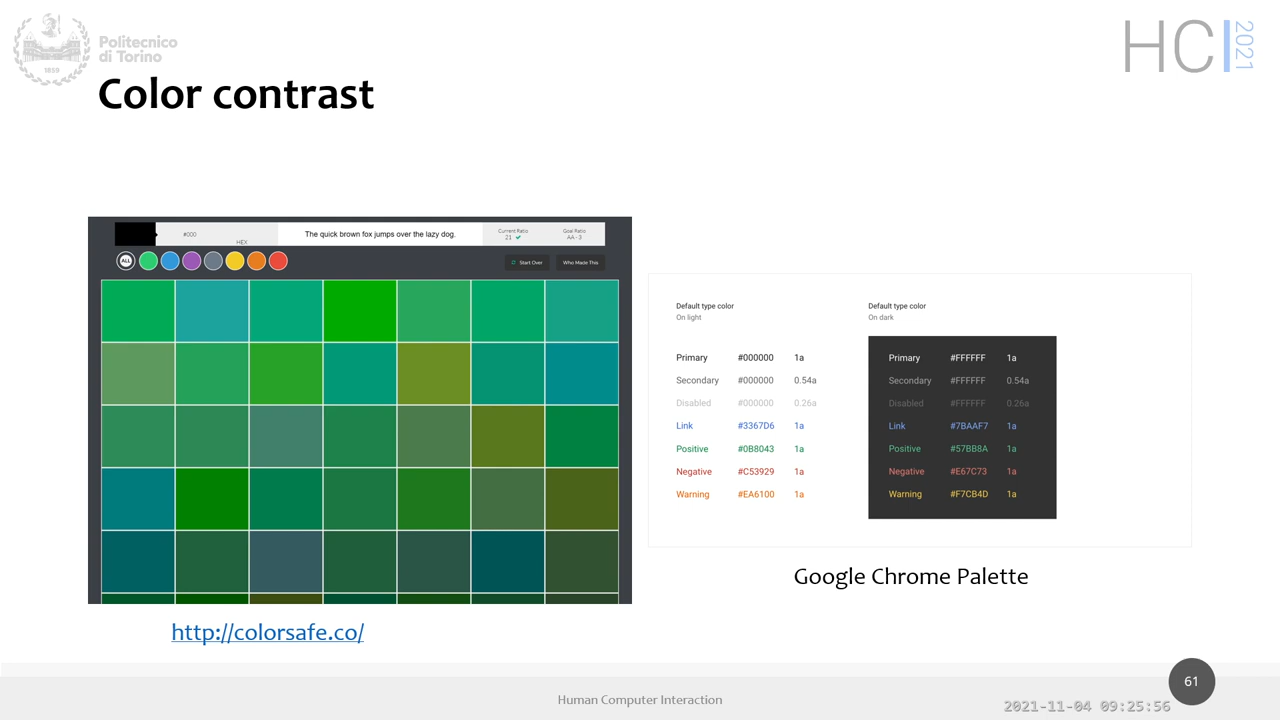 Politecnico
di Torino
1859
HCI
2021
Color contrast
#000
HEX
The quick brown fox jumps over the lazy dog.
Current Ratio
21
Goal Ratio
AA - 3
ALL
Start Over
Who Made This
Default type color
On light
Primary #000000 1a
Secondary #000000 0.54a
Disabled #000000 0.26a
Link #3367D6 1a
Positive #0B8043 1a
Negative #C53929 1a
Warning #EA6100 1a
Default type color
On dark
Primary #FFFFFF 1a
Secondary #FFFFFF 0.54a
Disabled #FFFFFF 0.26a
Link #7BAAF7 1a
Positive #57BB8A 1a
Negative #E67C73 1a
Warning #F7CB4D 1a
Google Chrome Palette
http://colorsafe.co/
Human Computer Interaction
61
2021-11-04 09:25:56